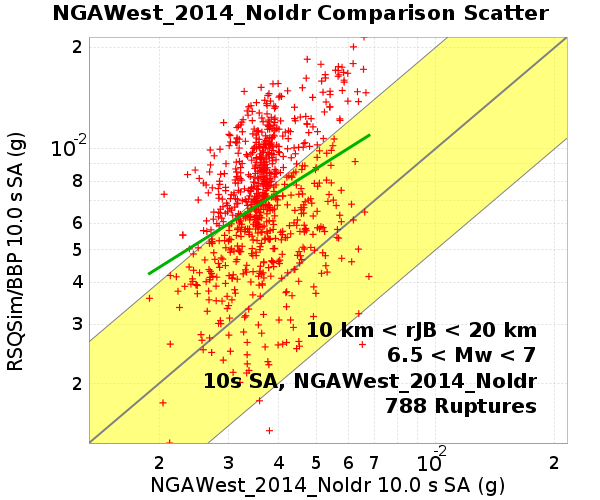 NGAWest_2014_NoIdr Comparison Scatter
2
10-2
8
6
5
4
3
2
RSQSim/BBP 10.0 s SA (g)
10 km < rJB < 20 km
6.5 < Mw < 7
10s SA, NGAWest_2014_NoIdr
788 Ruptures
2 3 4 5 6 7 10-2 2
NGAWest_2014_NoIdr 10.0 s SA (g)